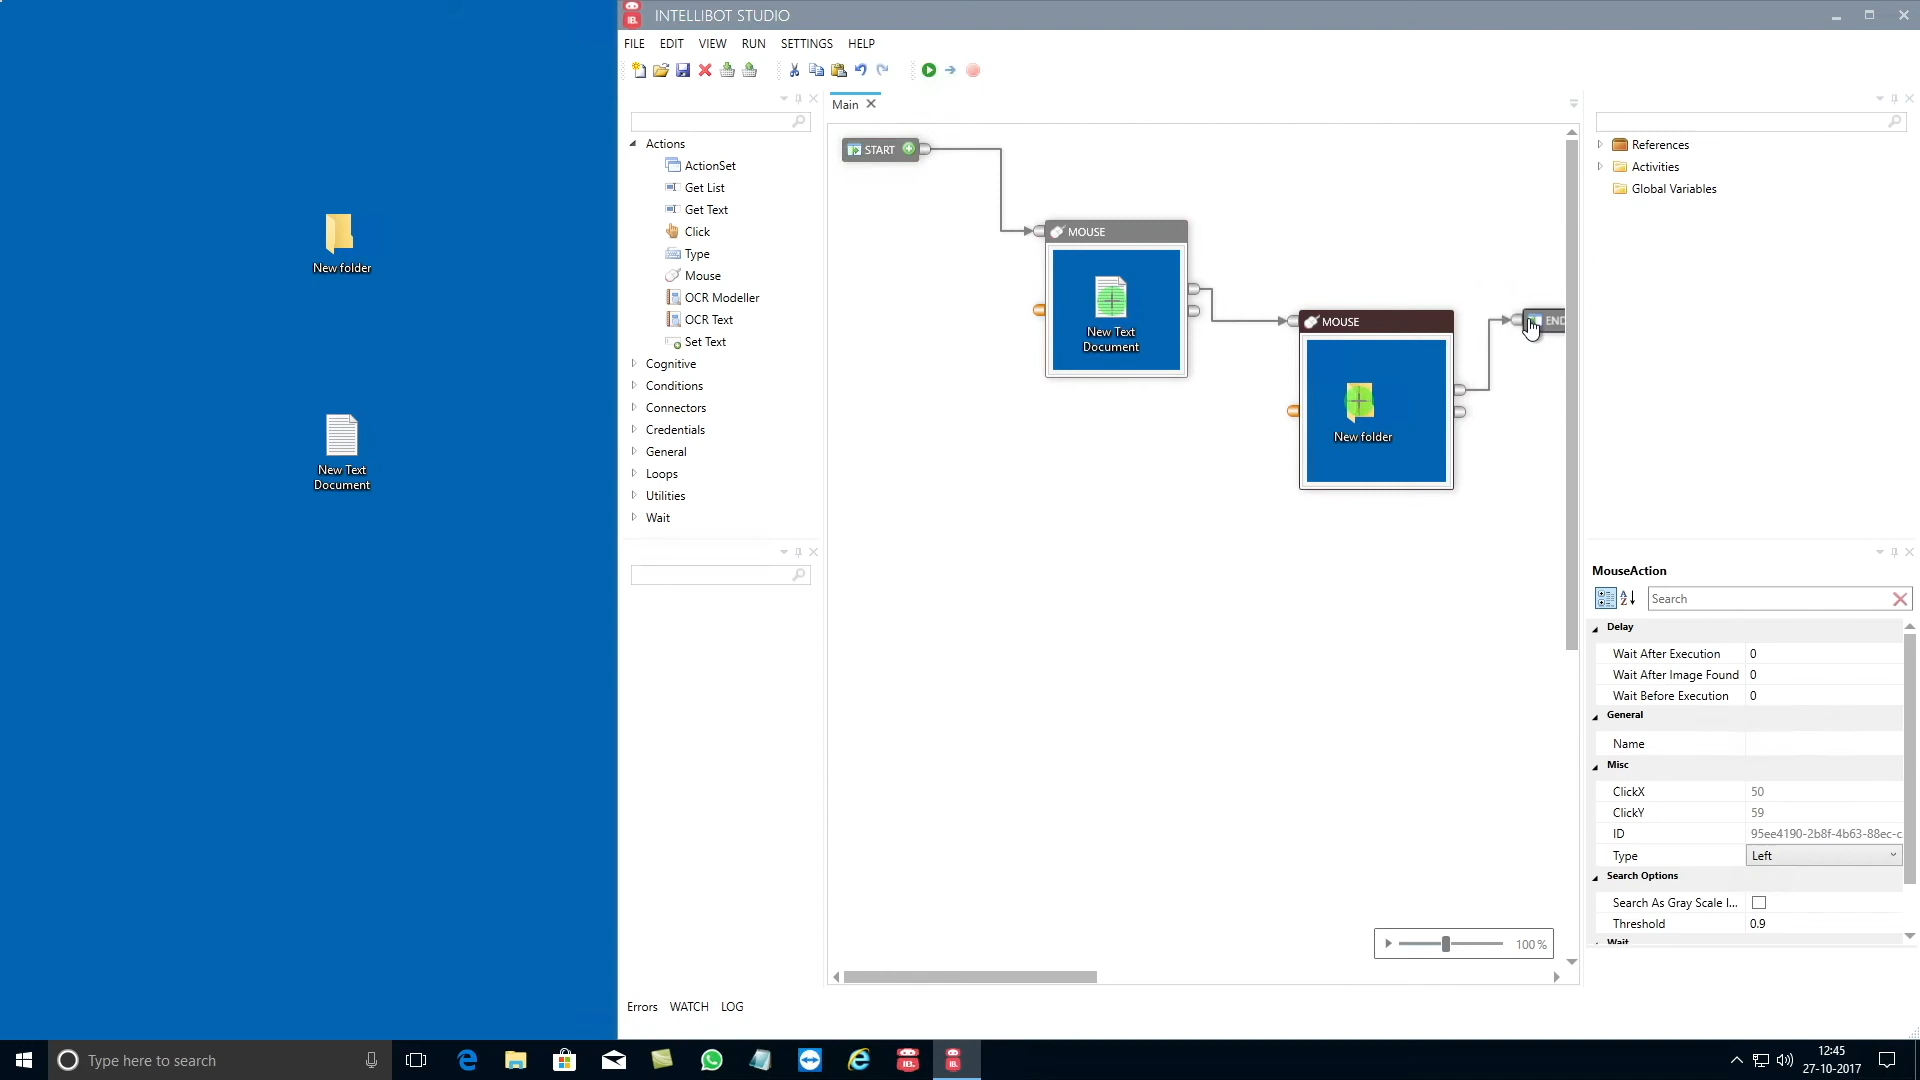 INTELLIBOT STUDIO
FILE EDIT VIEW RUN SETTINGS HELP
Main
Actions
ActionSet
Get List
Get Text
Click
Type
Mouse
OCR Modeller
OCR Text
Set Text
Cognitive
Conditions
Connectors
Credentials
General
Loops
Utilities
Wait
New folder
New Text
Document
START
MOUSE
New Text
Document
MOUSE
New folder
END
100 %
References
Activities
Global Variables
MouseAction
Search
Delay
Wait After Execution 0
Wait After Image Found 0
Wait Before Execution 0
General
Name
Misc
ClickX 50
ClickY 59
ID 95ee4190-2b8f-4b63-88ec-c
Type Left
Search Options
Search As Gray Scale I...
Threshold 0.9
Wait
Errors WATCH LOG
Type here to search
12:45
27-10-2017